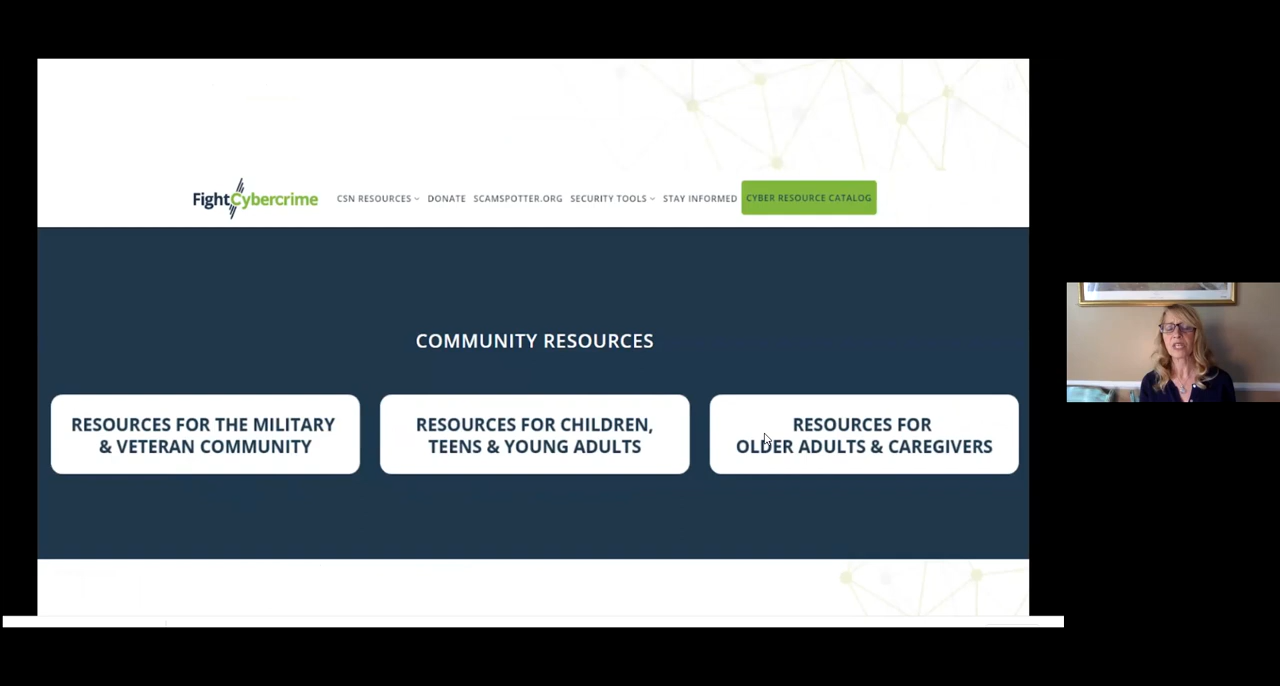 FightCybercrime
CSN RESOURCES DONATE SCAMSPOTTER.ORG SECURITY TOOLS STAY INFORMED CYBER RESOURCE CATALOG
COMMUNITY RESOURCES
RESOURCES FOR THE MILITARY
& VETERAN COMMUNITY
RESOURCES FOR CHILDREN,
TEENS & YOUNG ADULTS
RESOURCES FOR
OLDER ADULTS & CAREGIVERS